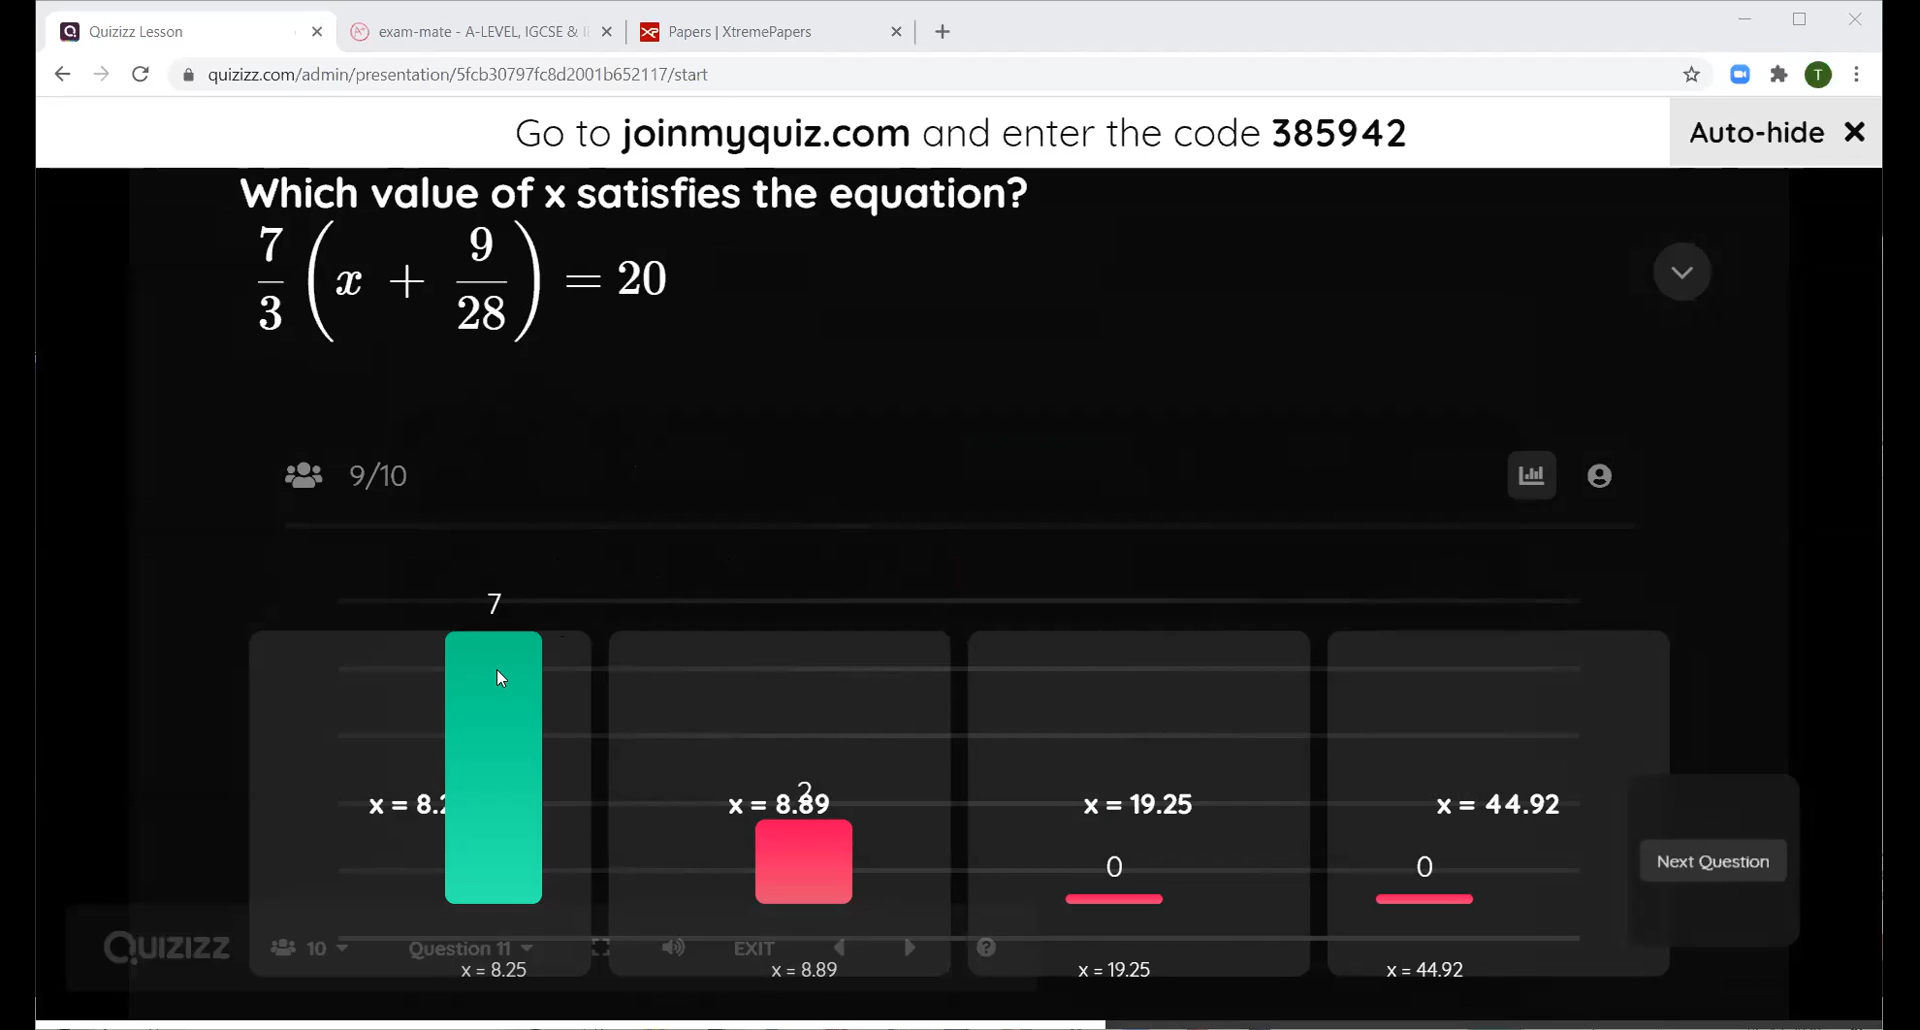 Quizizz Lesson
exam-mate - A-LEVEL, IGCSE &
Papers | XtremePapers
quizizz.com/admin/presentation/5fcb30797fc8d2001b652117/start
T
Go to joinmyquiz.com and enter the code 385942
Auto-hide
Which value of x satisfies the equation?
7/3 (x + 9/28) = 20
9/10
7
2
x = 8.2
x = 8.89
x = 19.25
x = 44.92
0
0
Next Question
QUIZIZZ
10
Question 11
EXIT
x = 8.25
x = 8.89
x = 19.25
x = 44.92